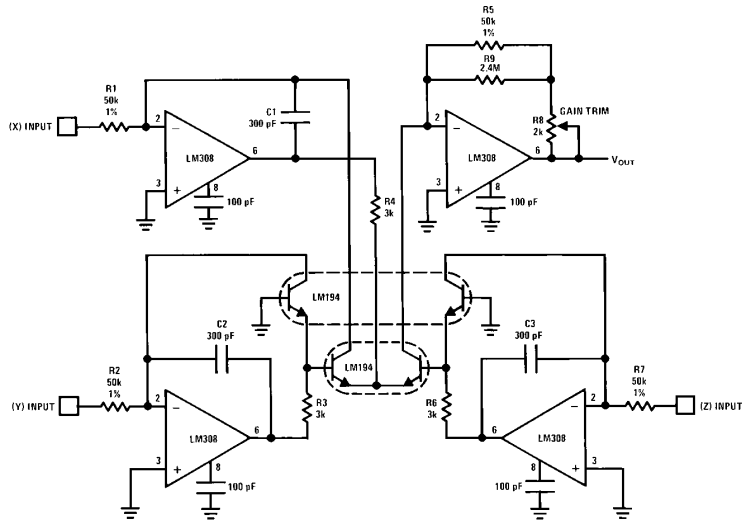 R5
50k
1%
R9
2.4M
R1
50k
1%
(X) INPUT
C1
300 pF
2
−
LM308
6
3
+
8
100 pF
R4
3k
GAIN TRIM
R8
2k
2
−
LM308
6
VOUT
3
+
8
100 pF
LM194
C2
300 pF
C3
300 pF
LM194
R2
50k
1%
(Y) INPUT
2
−
LM308
6
3
+
8
100 pF
R3
3k
R6
3k
R7
50k
1%
(Z) INPUT
2
−
LM308
6
3
+
8
100 pF